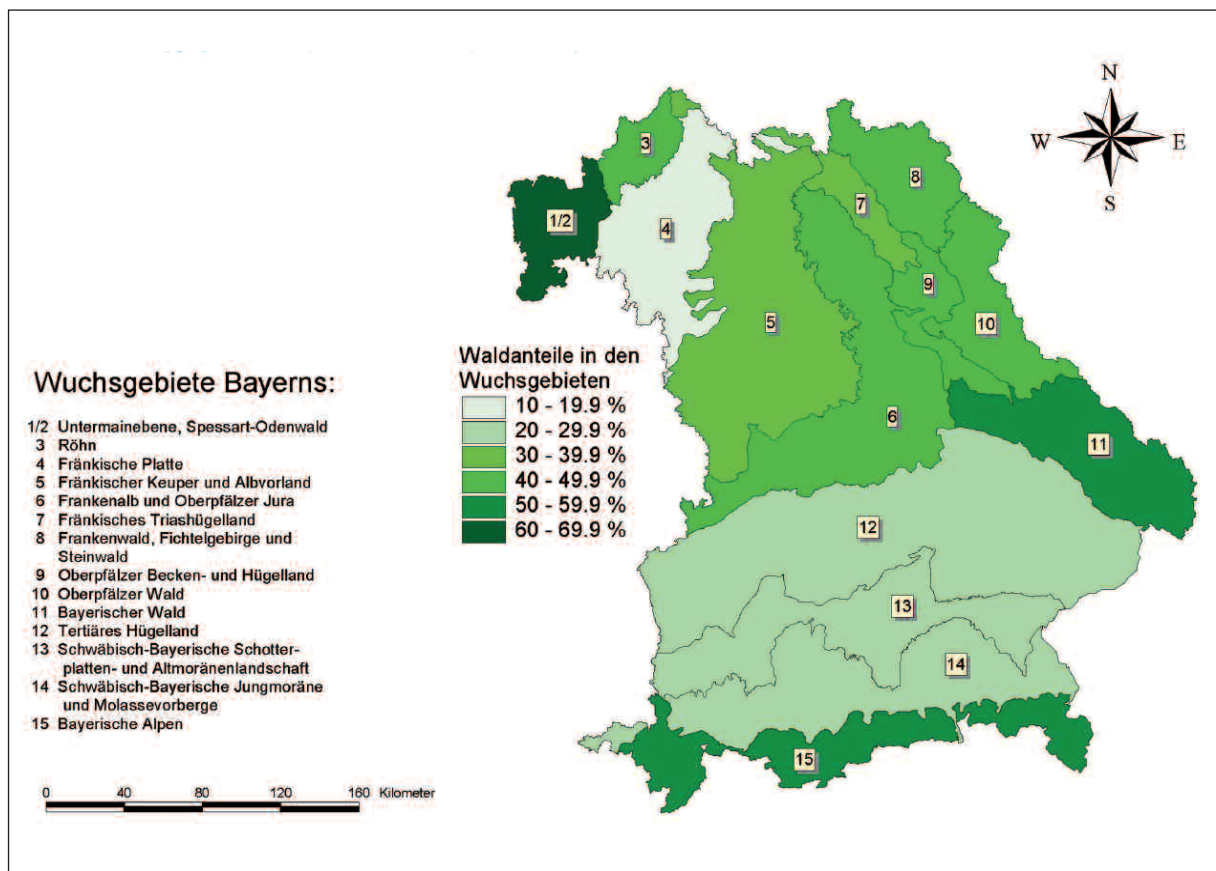 N
W
E
S
3
8
1/2
7
4
9
5
10
6
11
12
13
14
15
Waldanteile in den
Wuchsgebieten
10 - 19.9 %
20 - 29.9 %
30 - 39.9 %
40 - 49.9 %
50 - 59.9 %
60 - 69.9 %
Wuchsgebiete Bayerns:
1/2 Untermainebene, Spessart-Odenwald
3 Röhn
4 Fränkische Platte
5 Fränkischer Keuper und Albvorland
6 Frankenalb und Oberpfälzer Jura
7 Fränkisches Triashügelland
8 Frankenwald, Fichtelgebirge und
Steinwald
9 Oberpfälzer Becken- und Hügelland
10 Oberpfälzer Wald
11 Bayerischer Wald
12 Tertiäres Hügelland
13 Schwäbisch-Bayerische Schotter-
platten- und Altmoränenlandschaft
14 Schwäbisch-Bayerische Jungmoräne
und Molassevorberge
15 Bayerische Alpen
0 40 80 120 160 Kilometer